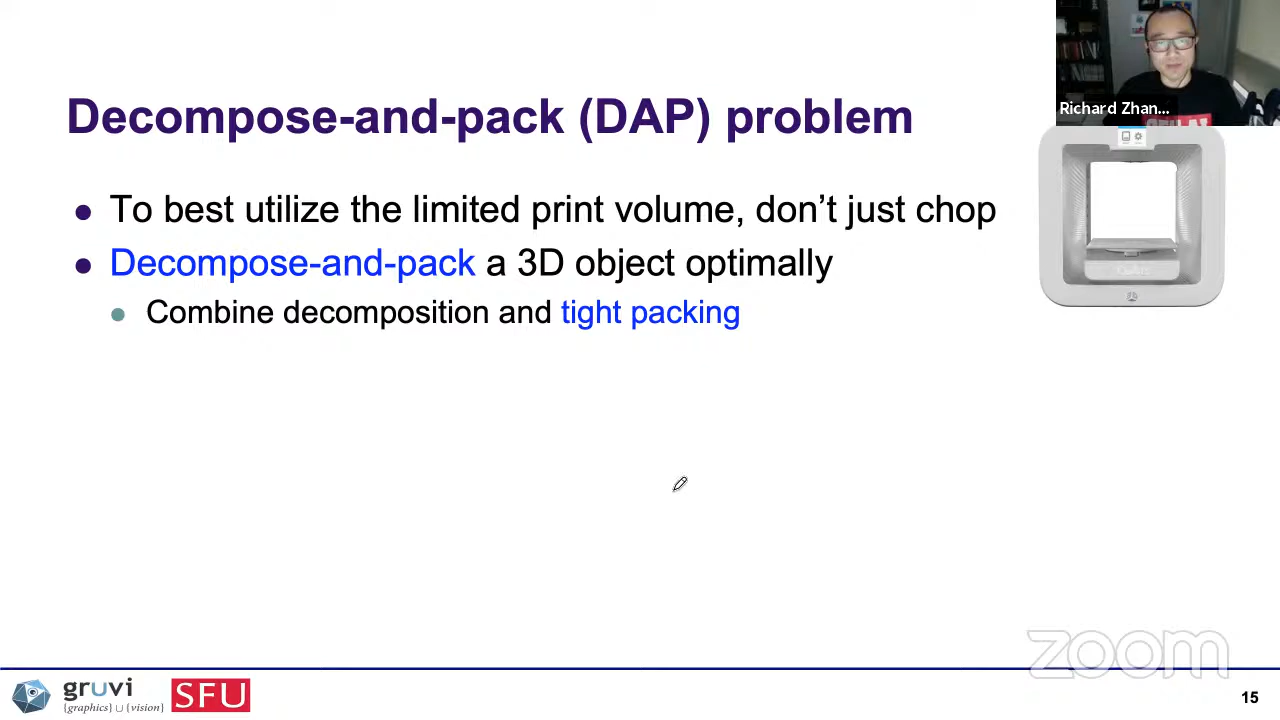 Richard Zhan...
Decompose-and-pack (DAP) problem
To best utilize the limited print volume, don't just chop
Decompose-and-pack a 3D object optimally
Combine decomposition and tight packing
zoom
gruvi
{graphics} ∪ {vision}
SFU
15